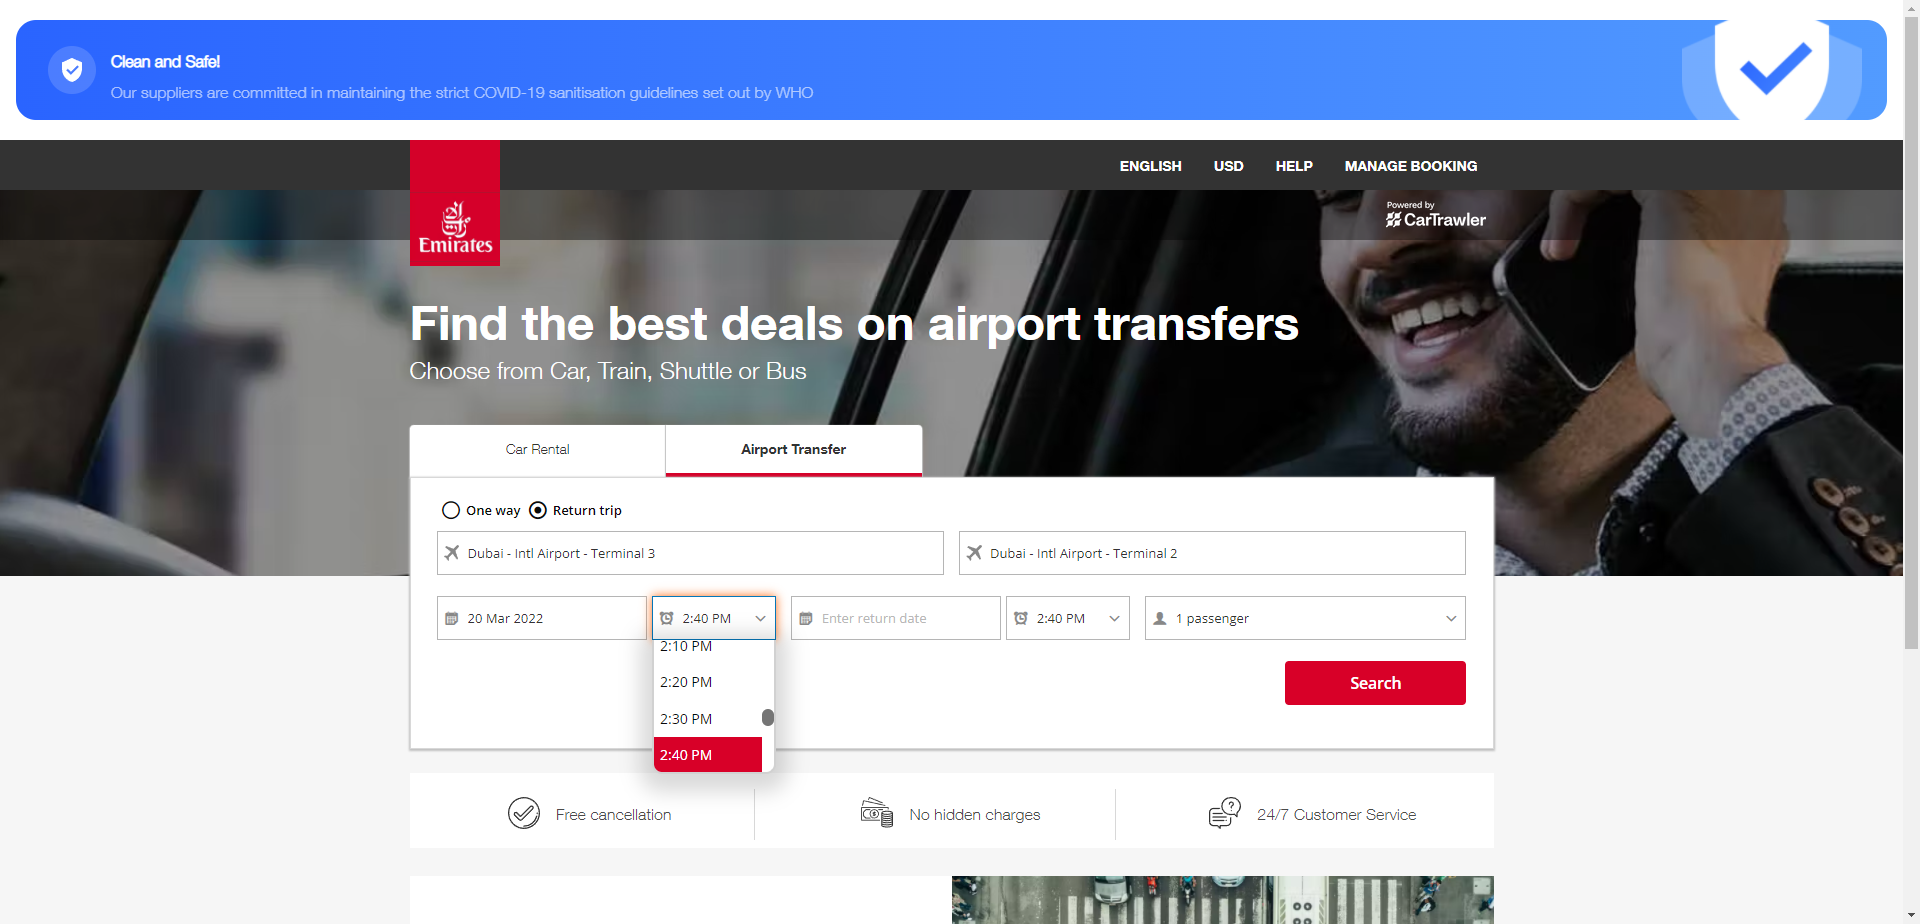 Clean and Safe!
Our suppliers are committed in maintaining the strict COVID-19 sanitisation guidelines set out by WHO
ENGLISH USD HELP MANAGE BOOKING
Powered by
CarTrawler
Emirates
Find the best deals on airport transfers
Choose from Car, Train, Shuttle or Bus
Car Rental Airport Transfer
One way Return trip
Dubai - Intl Airport - Terminal 3 Dubai - Intl Airport - Terminal 2
20 Mar 2022 2:40 PM Enter return date 2:40 PM 1 passenger
2:10 PM
2:20 PM
2:30 PM
2:40 PM
Search
Free cancellation No hidden charges 24/7 Customer Service